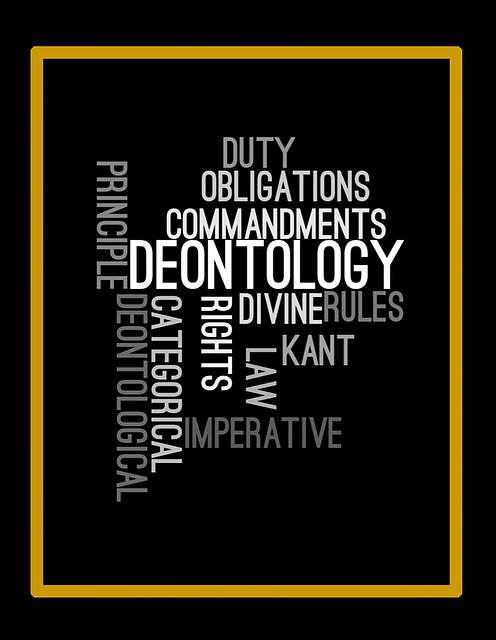 DUTY
OBLIGATIONS
COMMANDMENTS
PRINCIPLE
DEONTOLOGY
DEONTOLOGICAL
CATEGORICAL
RIGHTS
DIVINE
RULES
LAW
KANT
IMPERATIVE